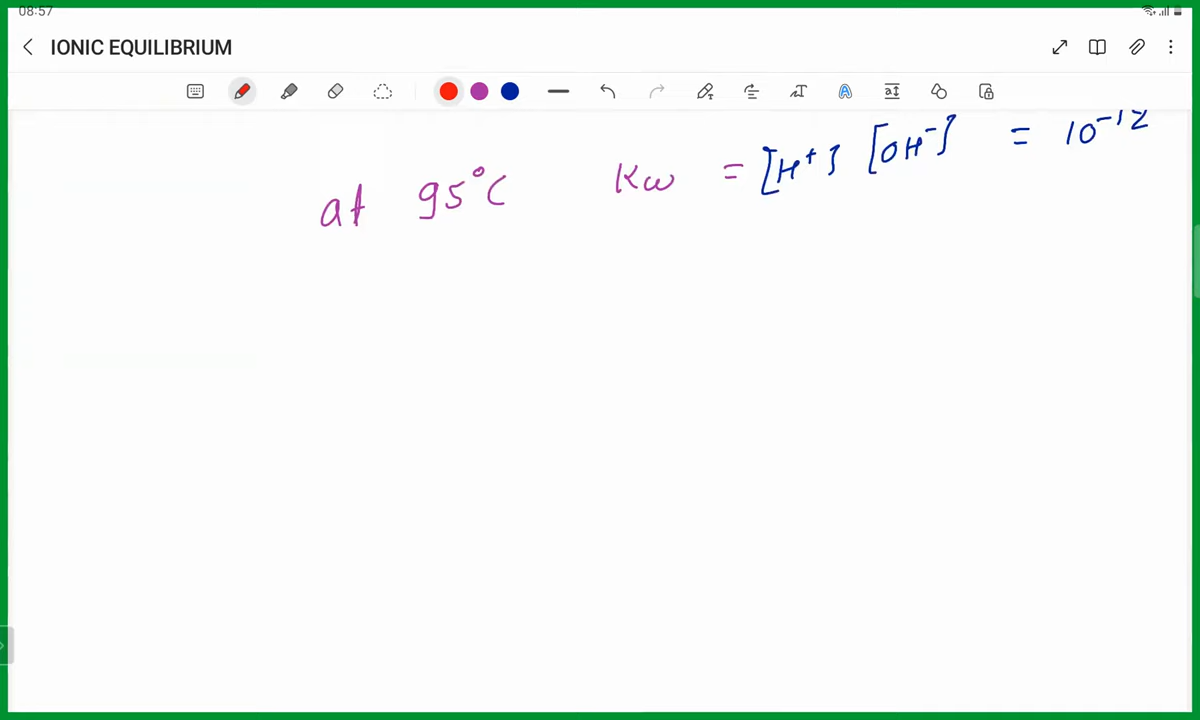 08:57
IONIC EQUILIBRIUM
at 95°C Kw = [H⁺] [OH⁻] = 10⁻¹²